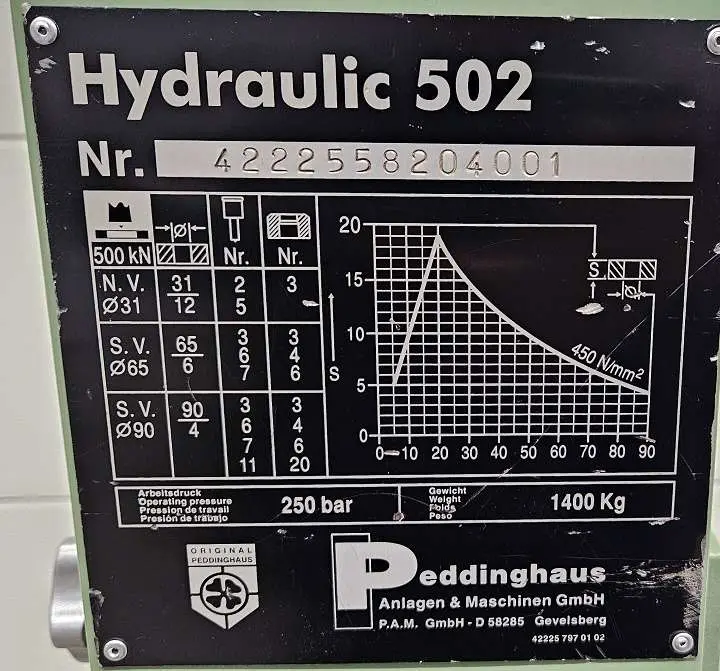 Hydraulic 502
Nr. 4222558204001
500 kN Ø Nr. Nr.
N. V. Ø31 31/12 2 5 3
S. V. Ø65 65/6 3 6 7 3 4 6
S. V. Ø90 90/4 3 6 7 11 3 4 6 20
20
15
10
5
0
S
S
Ø
450 N/mm²
0 10 20 30 40 50 60 70 80 90
Arbeitsdruck
Operating pressure
Pression de travail
Presión de trabajo
250 bar
Gewicht
Weight
Poids
Peso
1400 Kg
ORIGINAL
PEDDINGHAUS
Peddinghaus
Anlagen & Maschinen GmbH
P.A.M. GmbH - D 58285 Gevelsberg
42225 797 01 02